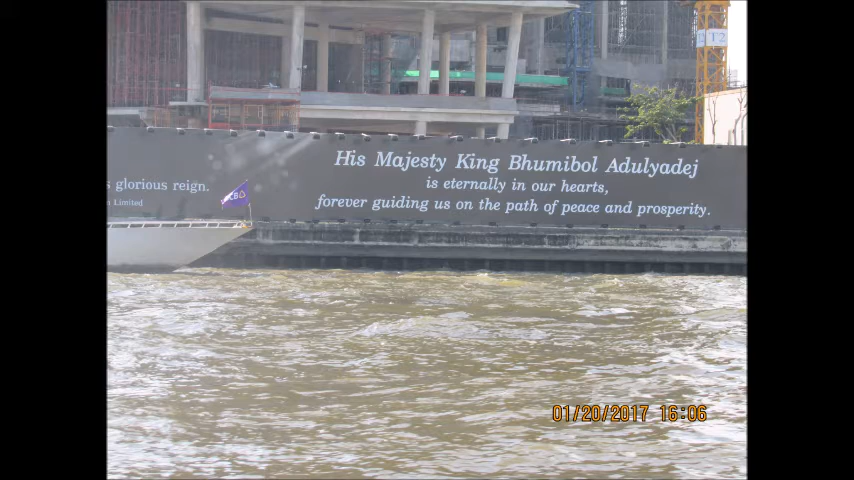 T2
His Majesty King Bhumibol Adulyadej
is eternally in our hearts,
forever guiding us on the path of peace and prosperity.
s glorious reign.
Limited
01/20/2017 16:06